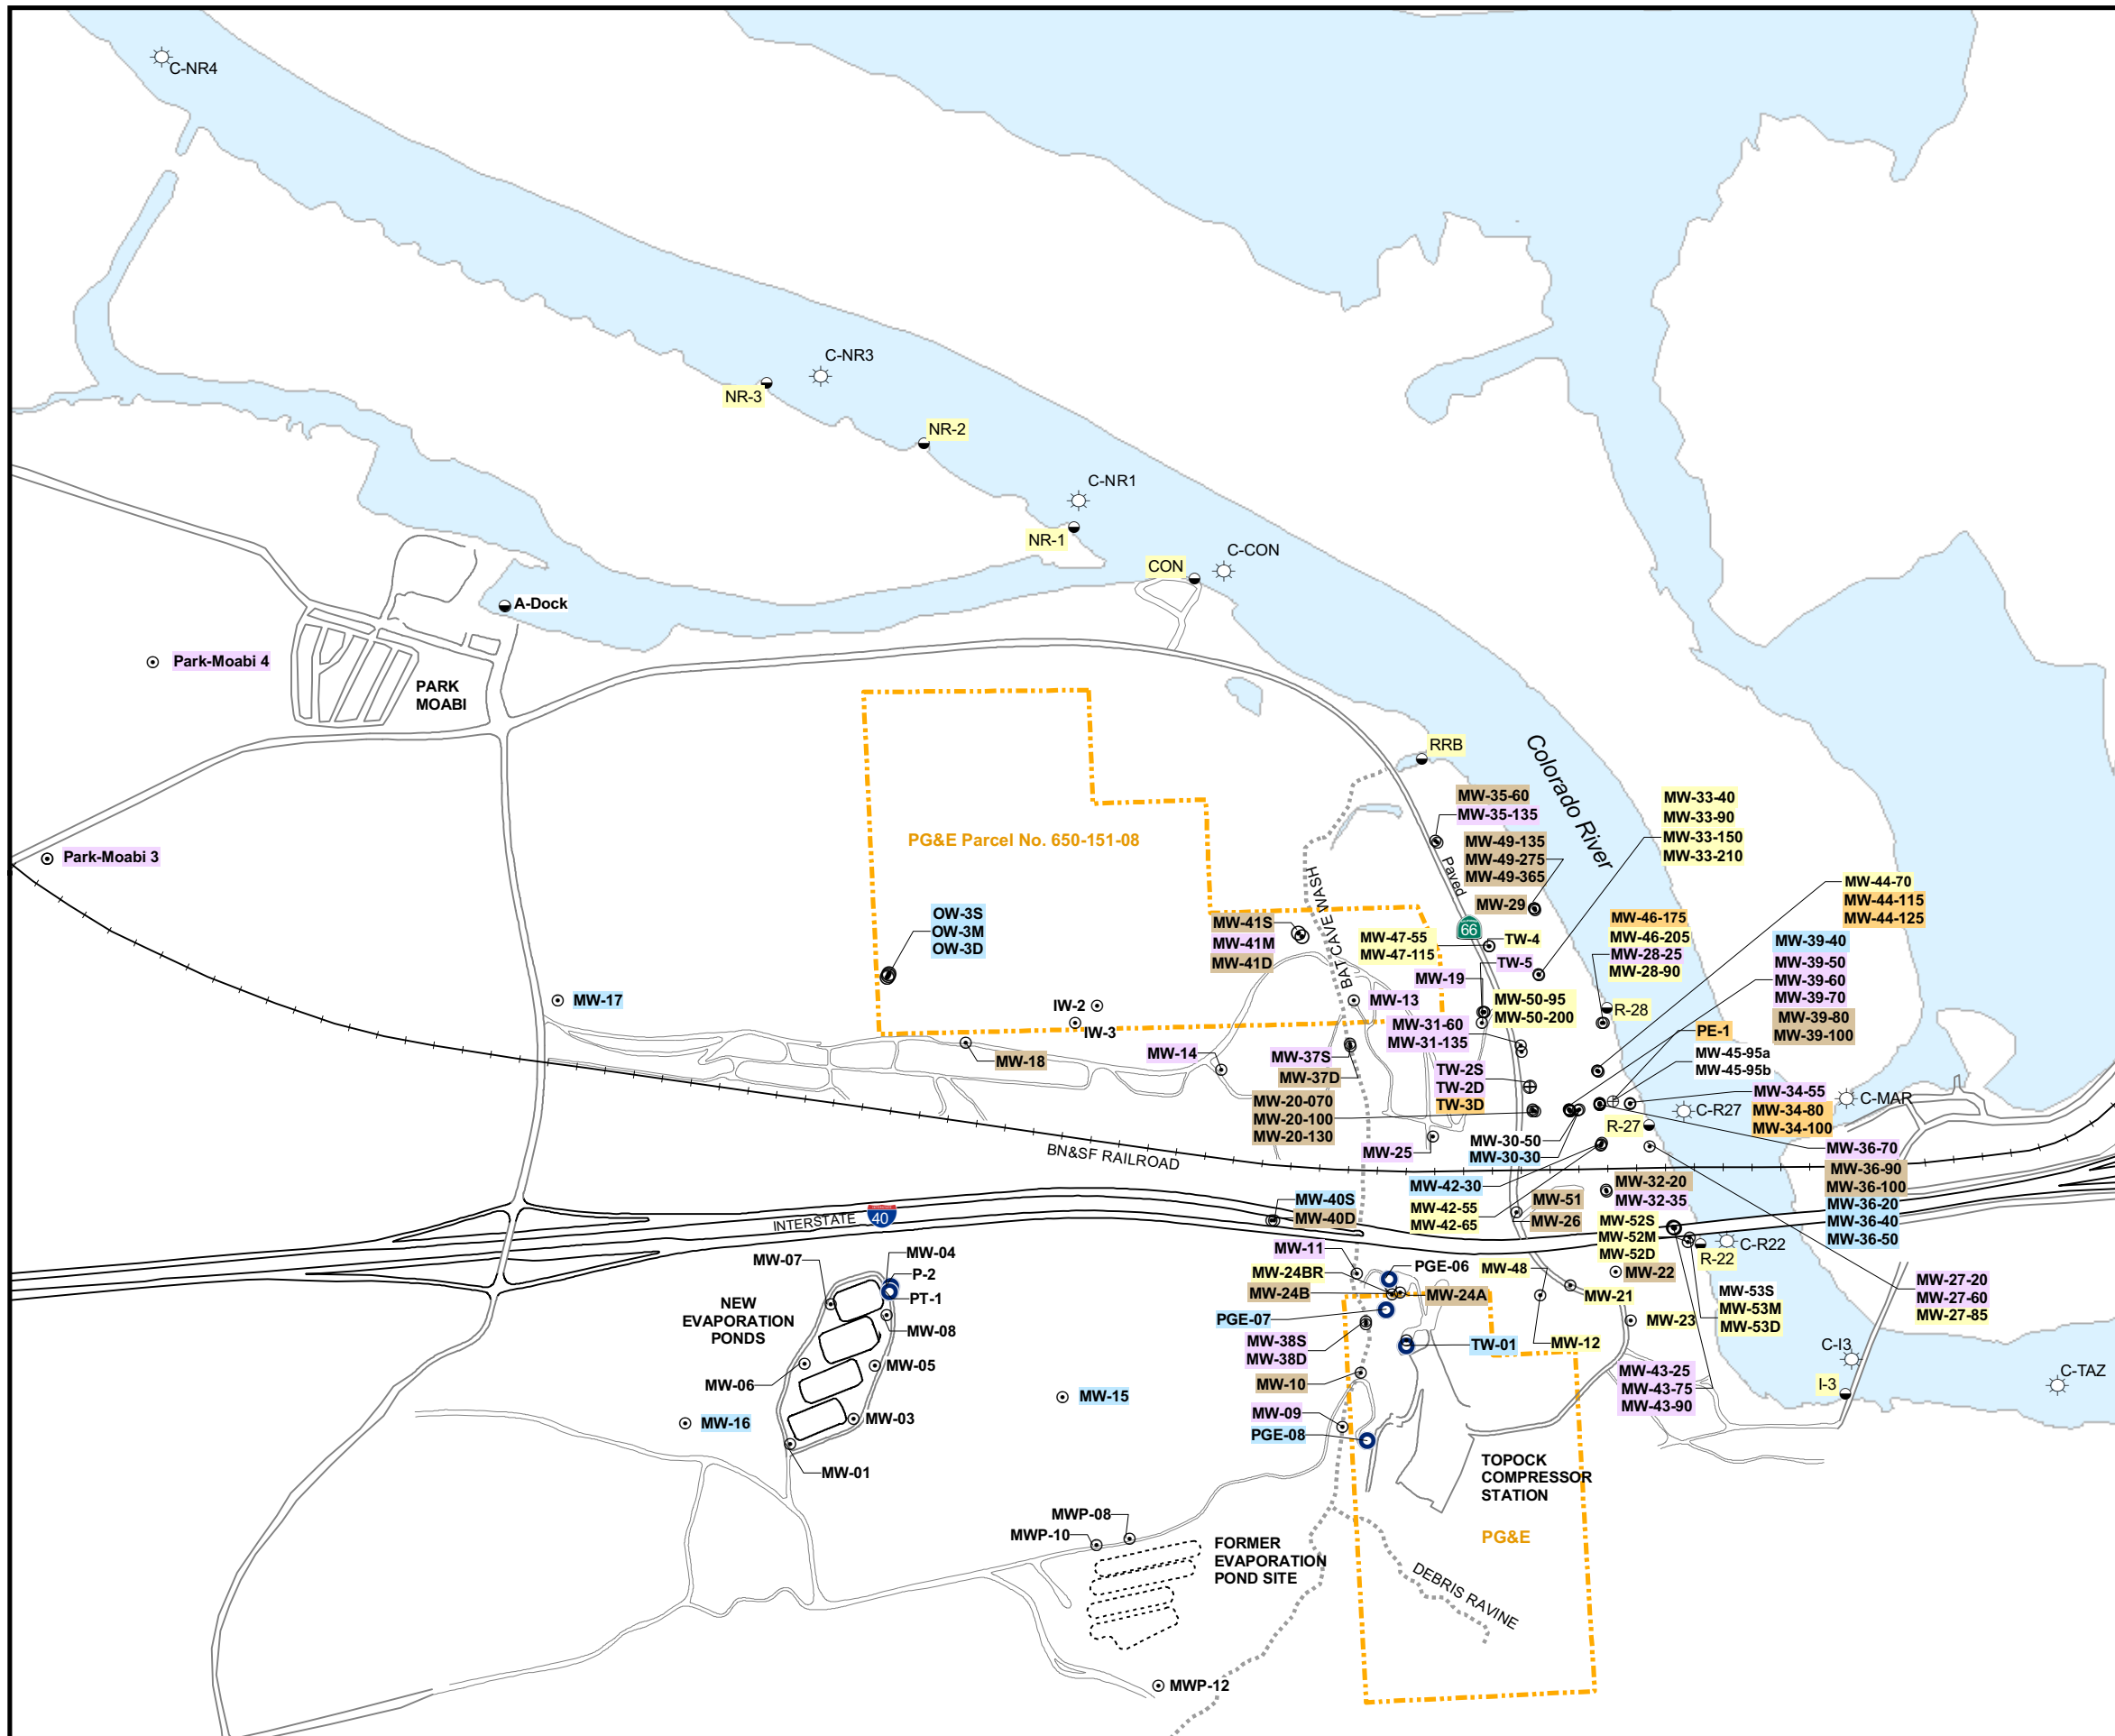 C-NR4
C-NR3
NR-3
NR-2
C-NR1
NR-1
C-CON
CON
A-Dock
Park-Moabi 4
PARK
MOABI
RRB
Colorado River
MW-35-60
MW-35-135
MW-33-40
MW-33-90
MW-33-150
MW-33-210
PG&E Parcel No. 650-151-08
MW-49-135
MW-49-275
MW-49-365
Paved
Park-Moabi 3
BAT CAVE WASH
MW-29
MW-44-70
MW-44-115
MW-44-125
OW-3S
OW-3M
OW-3D
MW-41S
MW-41M
MW-41D
66
MW-47-55
MW-47-115
TW-4
MW-46-175
MW-46-205
MW-28-25
MW-28-90
MW-39-40
MW-39-50
MW-39-60
MW-39-70
MW-39-80
MW-39-100
TW-5
MW-19
MW-17
IW-2
IW-3
MW-13
MW-50-95
MW-50-200
R-28
MW-31-60
MW-31-135
PE-1
MW-45-95a
MW-45-95b
MW-18
MW-14
MW-37S
MW-37D
TW-2S
TW-2D
TW-3D
MW-34-55
MW-34-80
MW-34-100
C-MAR
C-R27
R-27
MW-20-070
MW-20-100
MW-20-130
MW-25
MW-30-50
MW-30-30
MW-36-70
MW-36-90
MW-36-100
MW-36-20
MW-36-40
MW-36-50
BN&SF RAILROAD
MW-42-30
MW-42-55
MW-42-65
MW-32-20
MW-32-35
MW-40S
MW-40D
MW-51
MW-26
INTERSTATE
40
MW-52S
MW-52M
MW-52D
C-R22
R-22
MW-11
MW-07
MW-04
P-2
PT-1
MW-08
PGE-06
MW-48
MW-22
MW-24BR
MW-24B
MW-24A
MW-21
MW-53S
MW-53M
MW-53D
MW-27-20
MW-27-60
MW-27-85
NEW
EVAPORATION
PONDS
PGE-07
MW-23
MW-38S
MW-38D
TW-01
MW-12
C-I3
MW-05
MW-06
MW-10
MW-43-25
MW-43-75
MW-43-90
I-3
C-TAZ
MW-15
MW-16
MW-03
MW-09
PGE-08
MW-01
TOPOCK
COMPRESSOR
STATION
MWP-08
MWP-10
FORMER
EVAPORATION
POND SITE
PG&E
DEBRIS RAVINE
MWP-12